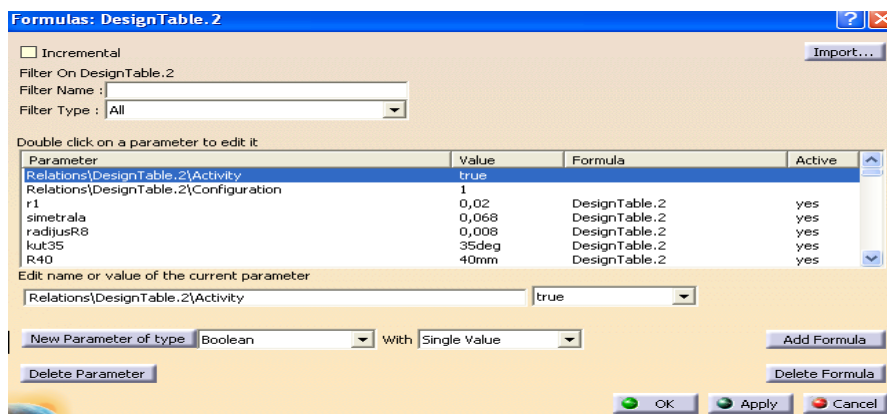 Formulas: DesignTable.2
Incremental
Import...
Filter On DesignTable.2
Filter Name :
Filter Type : All
Double click on a parameter to edit it
Parameter Value Formula Active
Relations\DesignTable.2\Activity true
Relations\DesignTable.2\Configuration 1
r1 0,02 DesignTable.2 yes
simetrala 0,068 DesignTable.2 yes
radijusR8 0,008 DesignTable.2 yes
kut35 35deg DesignTable.2 yes
R40 40mm DesignTable.2 yes
Edit name or value of the current parameter
Relations\DesignTable.2\Activity true
New Parameter of type Boolean With Single Value Add Formula
Delete Parameter Delete Formula
OK Apply Cancel